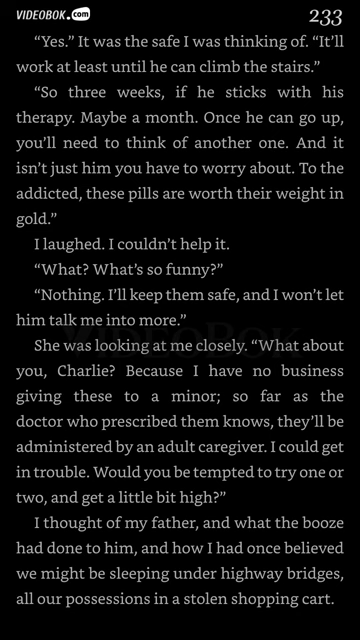 VIDEOBOK.com
233
“Yes.” It was the safe I was thinking of. “It’ll
work at least until he can climb the stairs.”
“So three weeks, if he sticks with his
therapy. Maybe a month. Once he can go up,
you’ll need to think of another one. And it
isn’t just him you have to worry about. To the
addicted, these pills are worth their weight in
gold.”
I laughed. I couldn’t help it.
“What? What’s so funny?”
“Nothing. I’ll keep them safe, and I won’t let
him talk me into more.”
She was looking at me closely. “What about
you, Charlie? Because I have no business
giving these to a minor; so far as the
doctor who prescribed them knows, they’ll be
administered by an adult caregiver. I could get
in trouble. Would you be tempted to try one or
two, and get a little bit high?”
I thought of my father, and what the booze
had done to him, and how I had once believed
we might be sleeping under highway bridges,
all our possessions in a stolen shopping cart.
VIDEOBOK